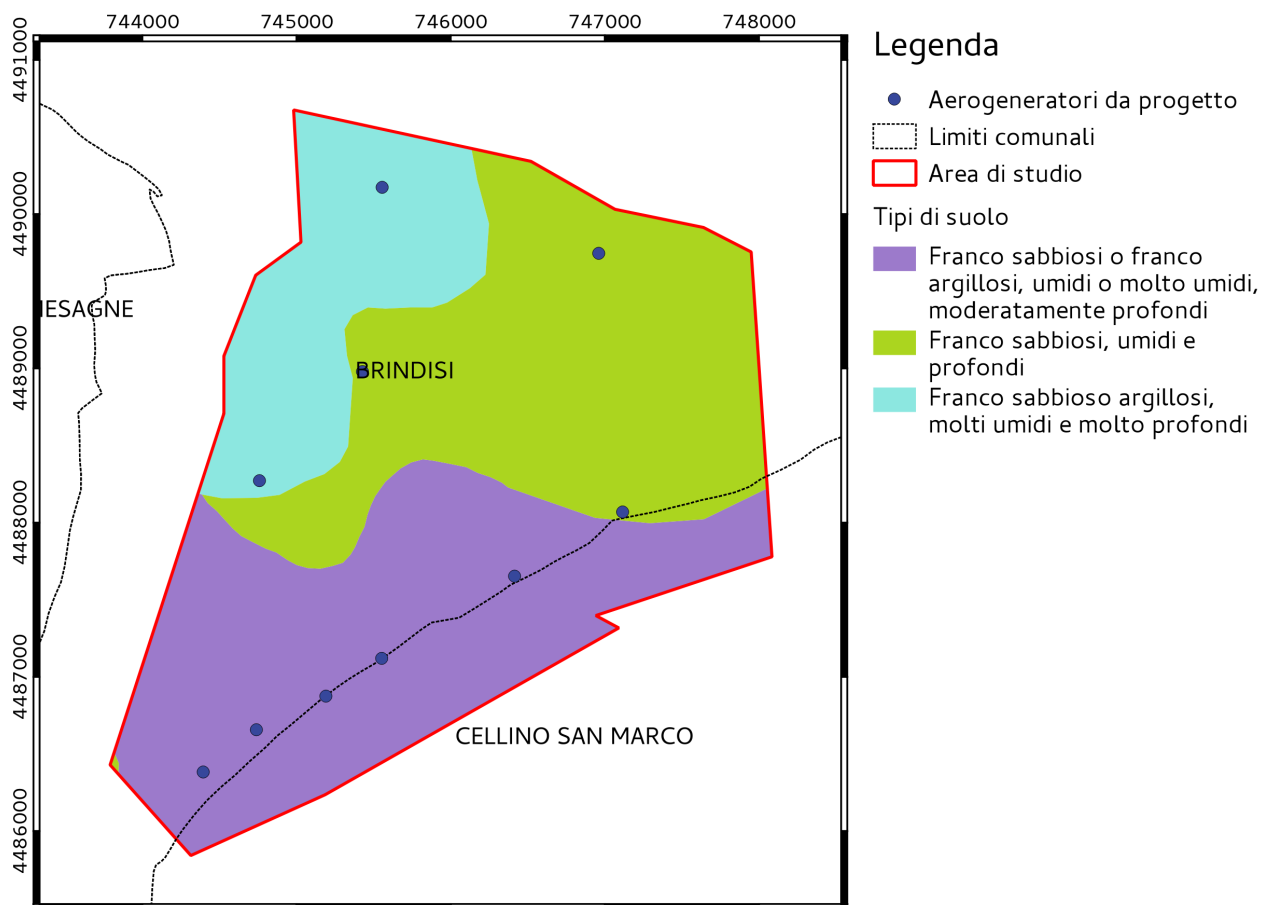 744000 745000 746000 747000 748000
4491000
4490000
4489000
4488000
4487000
4486000
IESAGNE
BRINDISI
CELLINO SAN MARCO
Legenda
Aerogeneratori da progetto
Limiti comunali
Area di studio
Tipi di suolo
Franco sabbiosi o franco
argillosi, umidi o molto umidi,
moderatamente profondi
Franco sabbiosi, umidi e
profondi
Franco sabbioso argillosi,
molti umidi e molto profondi